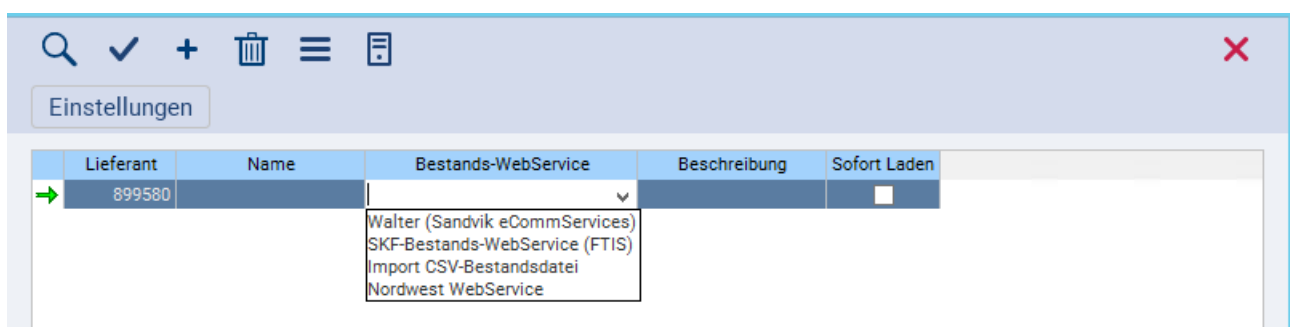 Einstellungen
Lieferant Name Bestands-WebService Beschreibung Sofort Laden
899580
Walter (Sandvik eCommServices)
SKF-Bestands-WebService (FTIS)
Import CSV-Bestandsdatei
Nordwest WebService